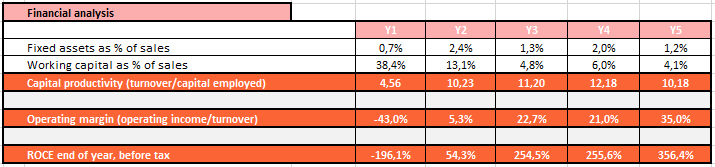 Financial analysis
Y1 Y2 Y3 Y4 Y5
Fixed assets as % of sales 0,7% 2,4% 1,3% 2,0% 1,2%
Working capital as % of sales 38,4% 13,1% 4,8% 6,0% 4,1%
Capital productivity (turnover/capital employed) 4,56 10,23 11,20 12,18 10,18
Operating margin (operating income/turnover) -43,0% 5,3% 22,7% 21,0% 35,0%
ROCE end of year, before tax -196,1% 54,3% 254,5% 255,6% 356,4%